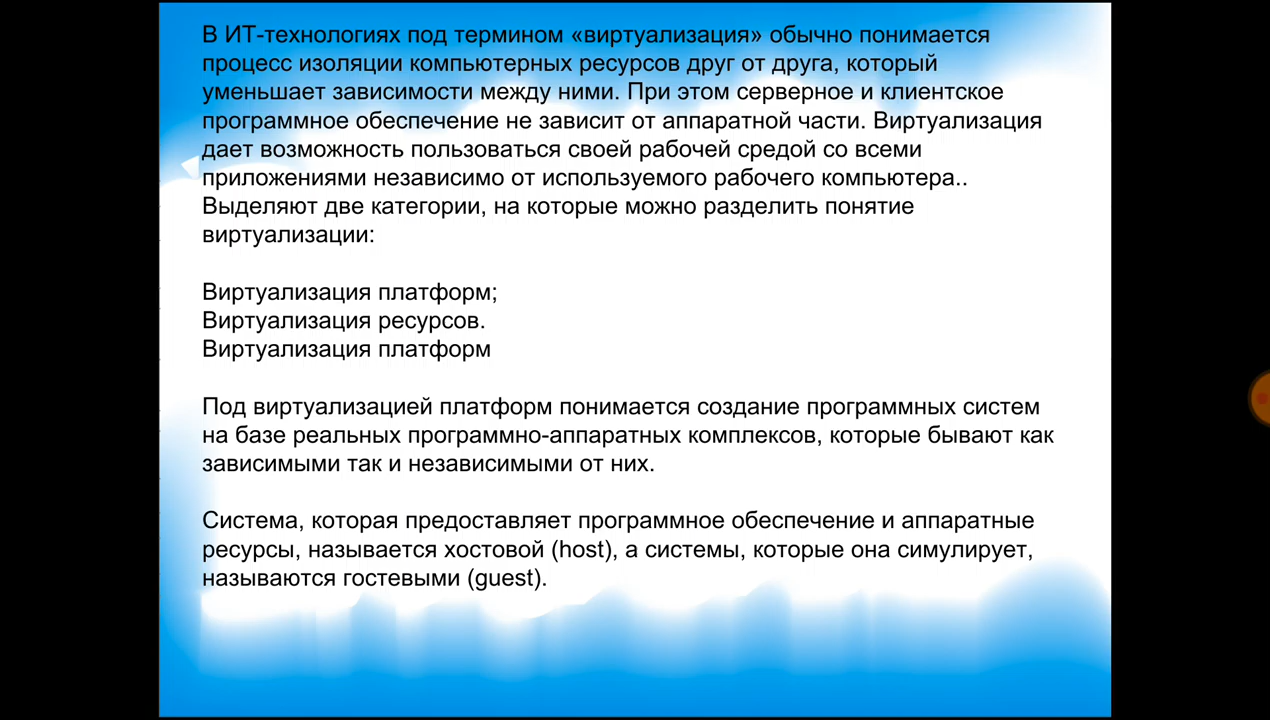 В ИТ-технологиях под термином «виртуализация» обычно понимается
процесс изоляции компьютерных ресурсов друг от друга, который
уменьшает зависимости между ними. При этом серверное и клиентское
программное обеспечение не зависит от аппаратной части. Виртуализация
дает возможность пользоваться своей рабочей средой со всеми
приложениями независимо от используемого рабочего компьютера..
Выделяют две категории, на которые можно разделить понятие
виртуализации:
Виртуализация платформ;
Виртуализация ресурсов.
Виртуализация платформ
Под виртуализацией платформ понимается создание программных систем
на базе реальных программно-аппаратных комплексов, которые бывают как
зависимыми так и независимыми от них.
Система, которая предоставляет программное обеспечение и аппаратные
ресурсы, называется хостовой (host), а системы, которые она симулирует,
называются гостевыми (guest).